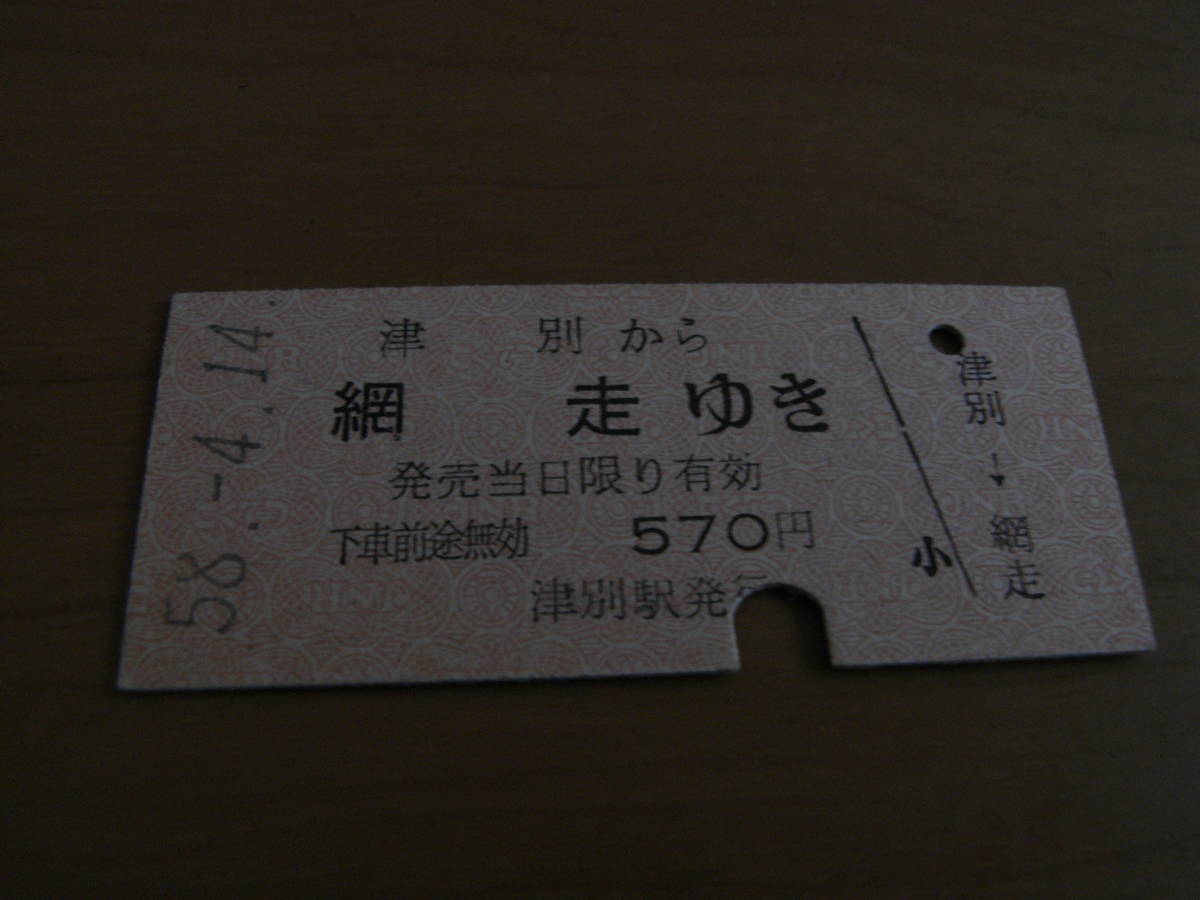 58.-4.14.
津別から
網走ゆき
発売当日限り有効
下車前途無効 570円
津別駅発行
小
津別→網走